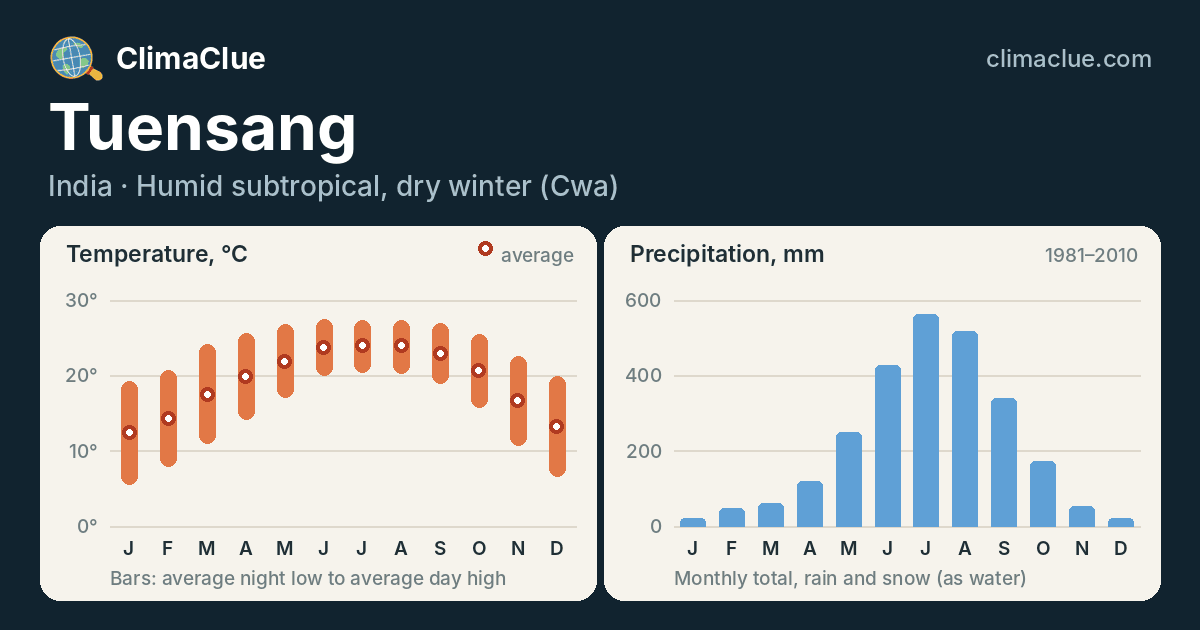 ClimaClue
climaclue.com
Tuensang
India · Humid subtropical, dry winter (Cwa)
Temperature, °C
average
30°
20°
10°
0°
J F M A M J J A S O N D
Bars: average night low to average day high
Precipitation, mm
1981–2010
600
400
200
0
J F M A M J J A S O N D
Monthly total, rain and snow (as water)